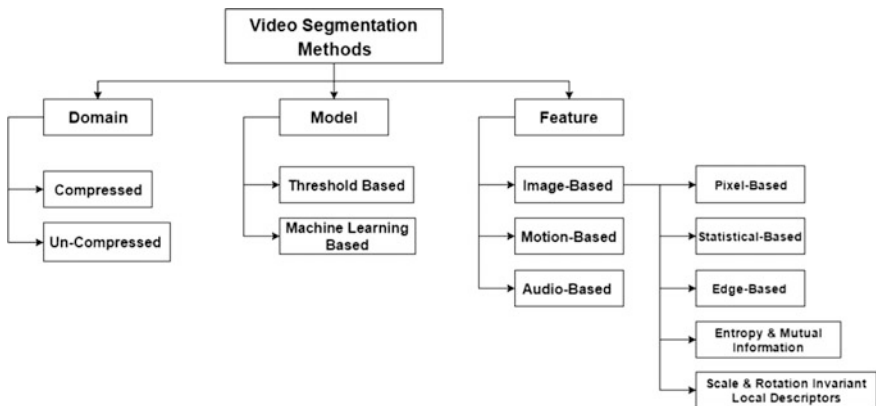 Video Segmentation
Methods
Domain
Model
Feature
Compressed
Threshold Based
Image-Based
Pixel-Based
Un-Compressed
Machine Learning
Based
Motion-Based
Statistical-Based
Audio-Based
Edge-Based
Entropy & Mutual
Information
Scale & Rotation Invariant
Local Descriptors